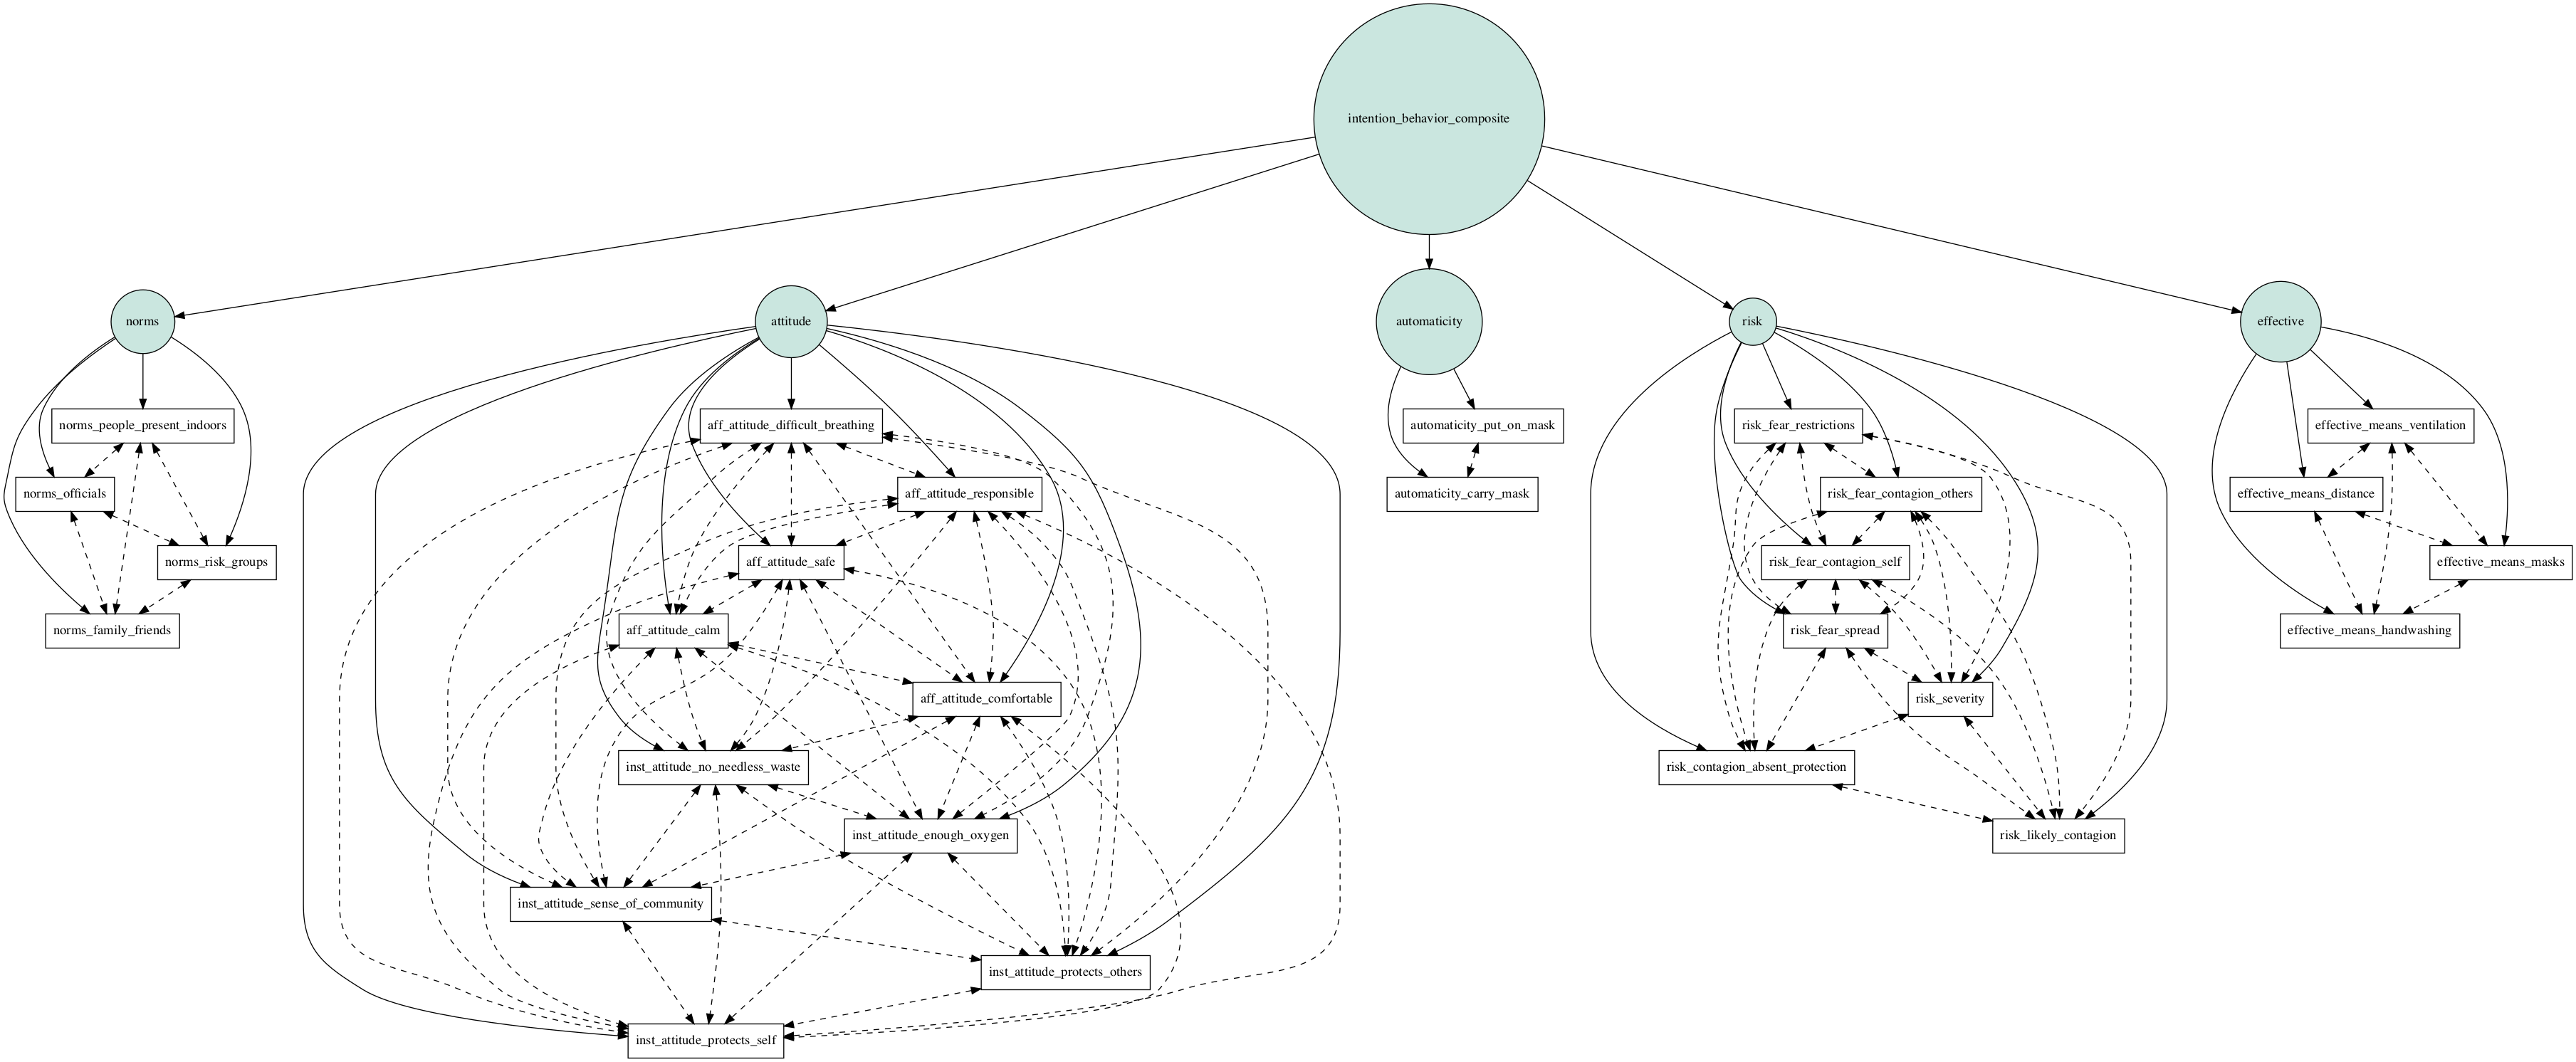 intention_behavior_composite
norms
attitude
automaticity
risk
effective
norms_people_present_indoors
aff_attitude_difficult_breathing
automaticity_put_on_mask
risk_fear_restrictions
effective_means_ventilation
norms_officials
aff_attitude_responsible
automaticity_carry_mask
risk_fear_contagion_others
effective_means_distance
norms_risk_groups
aff_attitude_safe
risk_fear_contagion_self
effective_means_masks
norms_family_friends
aff_attitude_calm
risk_fear_spread
effective_means_handwashing
aff_attitude_comfortable
risk_severity
inst_attitude_no_needless_waste
risk_contagion_absent_protection
inst_attitude_enough_oxygen
risk_likely_contagion
inst_attitude_sense_of_community
inst_attitude_protects_others
inst_attitude_protects_self